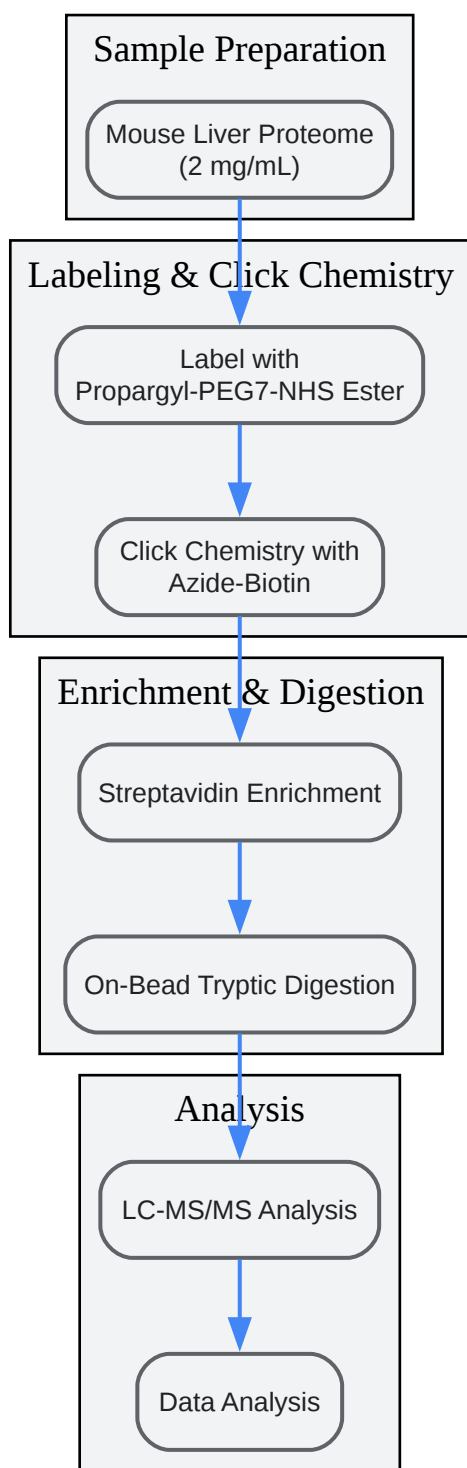 Sample Preparation
Mouse Liver Proteome
(2 mg/mL)
Labeling & Click Chemistry
Label with
Propargyl-PEG7-NHS Ester
Click Chemistry with
Azide-Biotin
Enrichment & Digestion
Streptavidin Enrichment
On-Bead Tryptic Digestion
Analysis
LC-MS/MS Analysis
Data Analysis